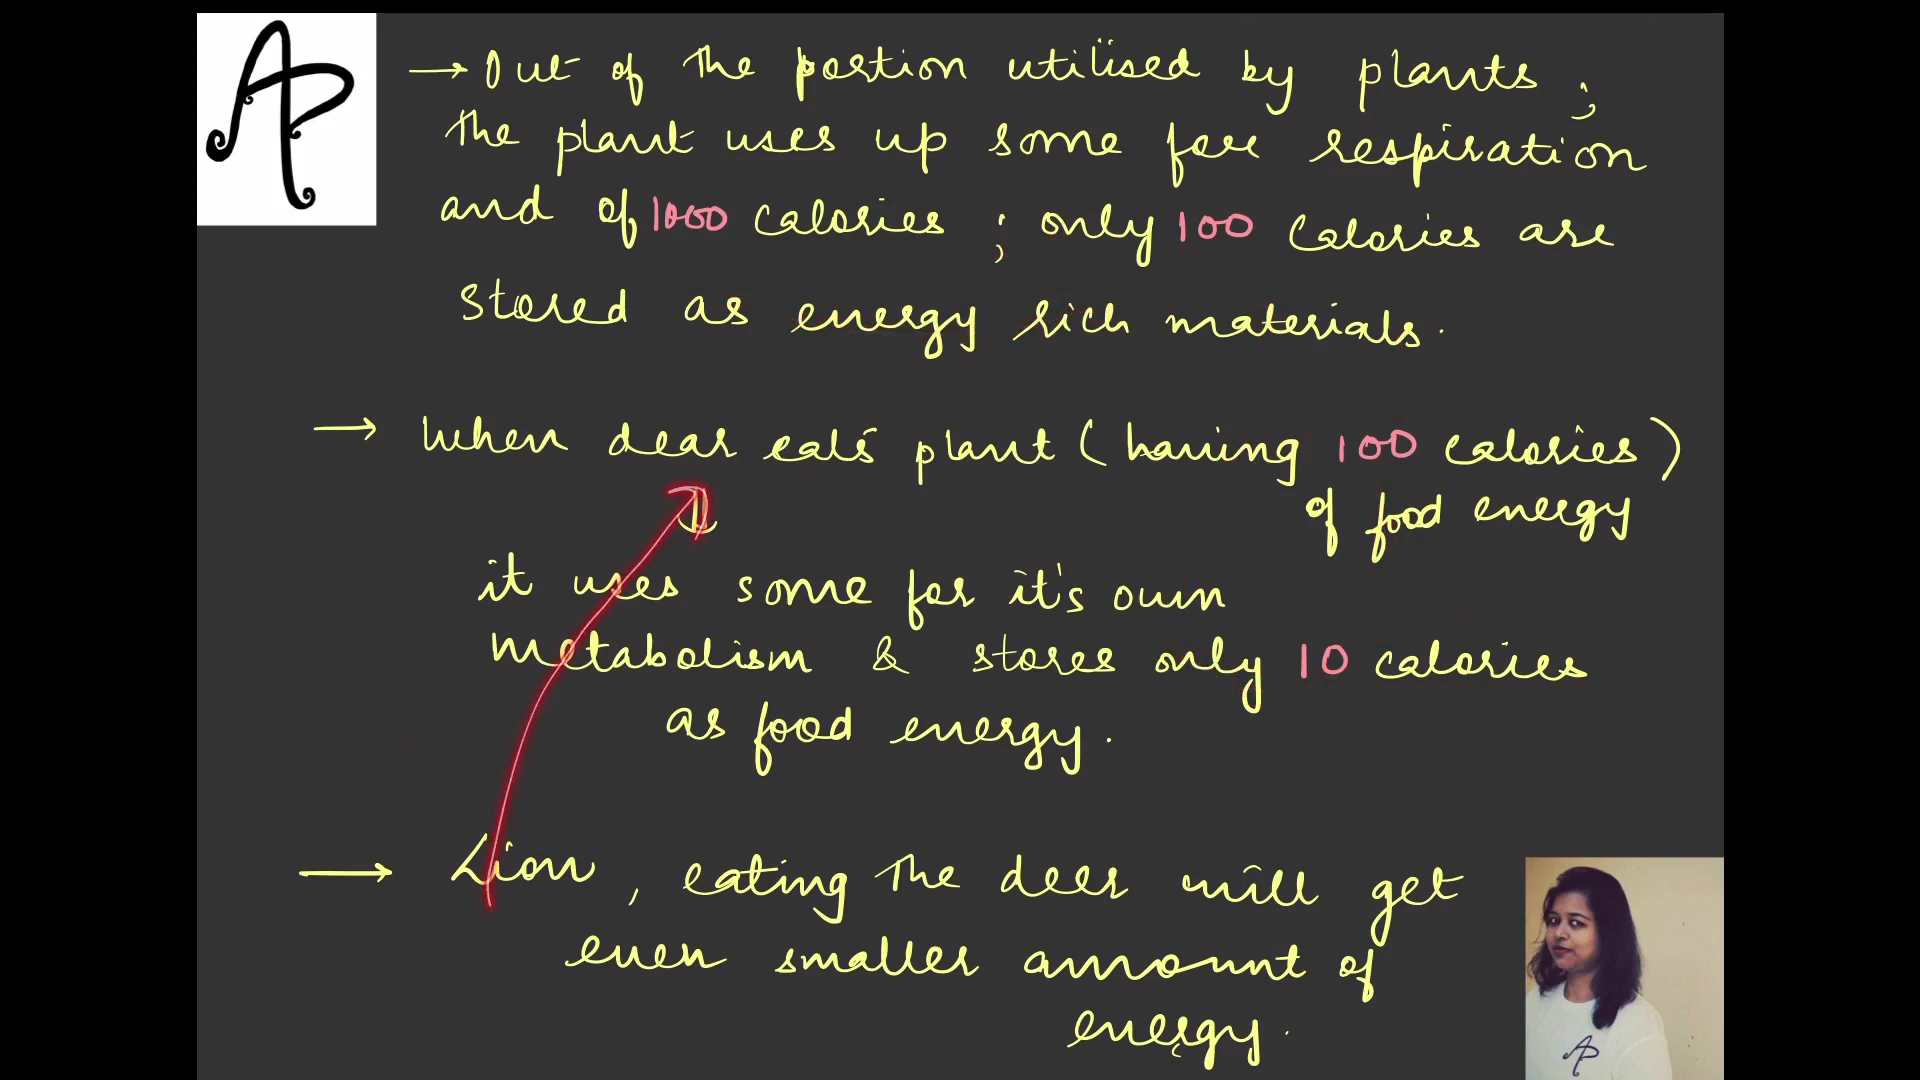 AP
→ Out of the portion utilised by plants ;
the plant uses up some for respiration
and of 1000 calories ; only 100 calories are
stored as energy rich materials.
→ When dear eats plant ( having 100 calories )
of food energy
it uses some for it's own
metabolism & stores only 10 calories
as food energy.
→ Lion, eating the deer will get
even smaller amount of
energy.
AP